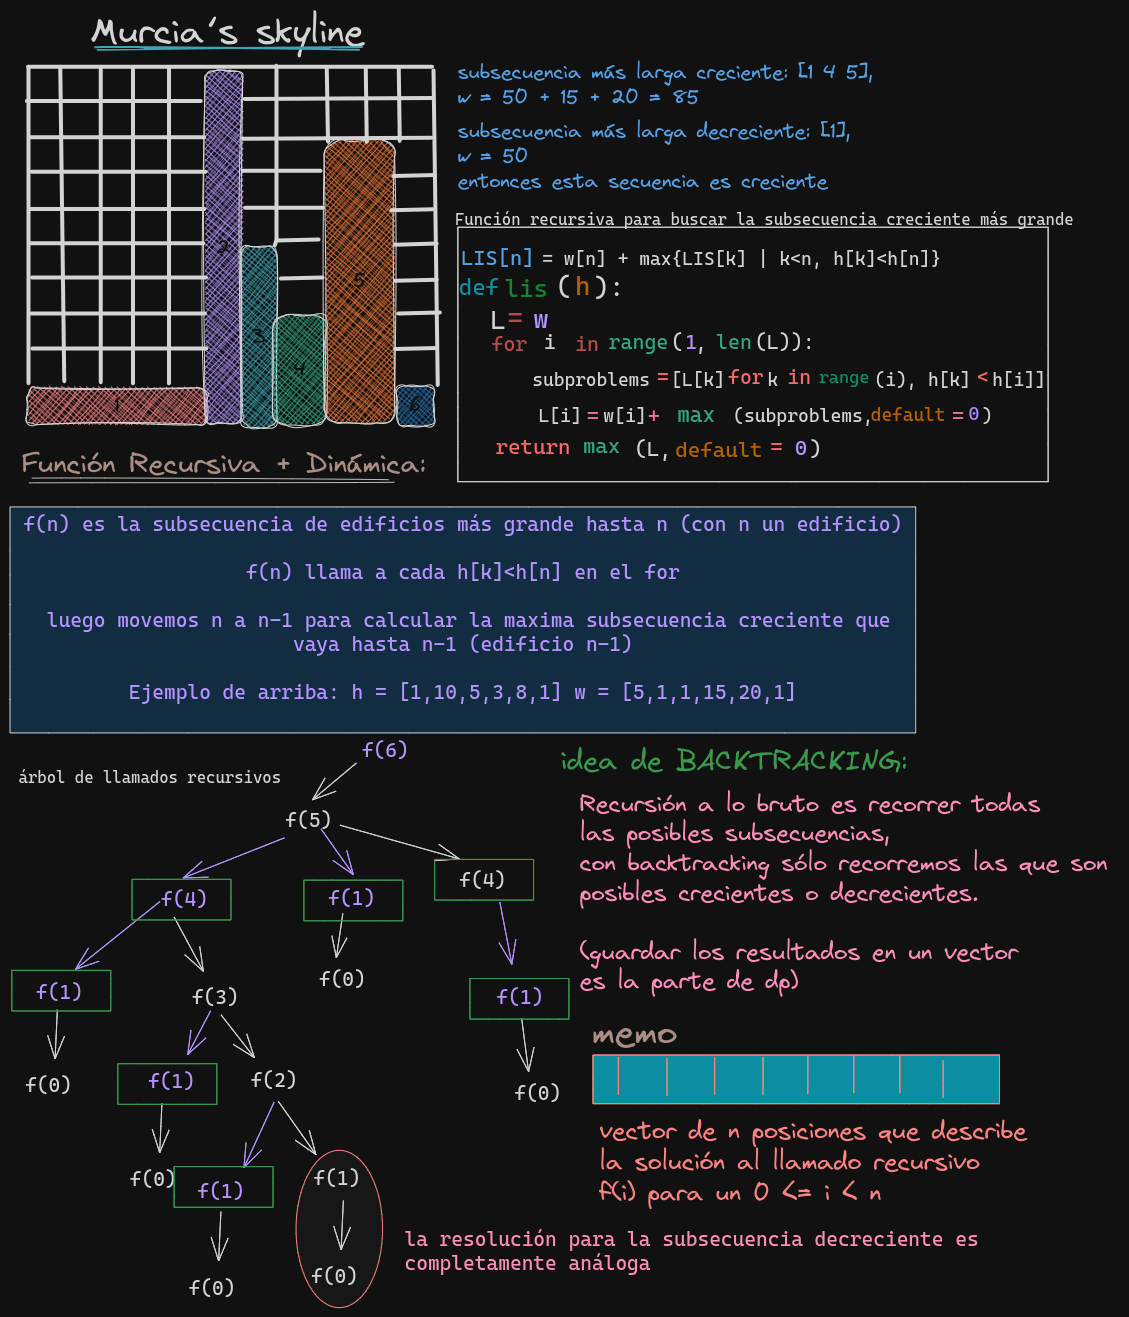 Murcia's skyline
1
2
3
4
5
6
subsecuencia más larga creciente: [1 4 5],
w = 50 + 15 + 20 = 85
subsecuencia más larga decreciente: [1],
w = 50
entonces esta secuencia es creciente
Función recursiva para buscar la subsecuencia creciente más grande
LIS[n] = w[n] + max{LIS[k] | k<n, h[k]<h[n]}
def lis (h):
L= w
for i in range(1, len(L)):
subproblems =[L[k] for k in range (i), h[k] < h[i]]
L[i]=w[i]+ max (subproblems,default = 0)
return max (L, default = 0)
Función Recursiva + Dinámica:
f(n) es la subsecuencia de edificios más grande hasta n (con n un edificio)
f(n) llama a cada h[k]<h[n] en el for
luego movemos n a n-1 para calcular la maxima subsecuencia creciente que
vaya hasta n-1 (edificio n-1)
Ejemplo de arriba: h = [1,10,5,3,8,1] w = [5,1,1,15,20,1]
árbol de llamados recursivos
f(6)
f(5)
f(4)
f(1)
f(4)
f(1)
f(3)
f(0)
f(1)
f(0)
f(1)
f(2)
f(0)
f(0)
f(1)
f(1)
f(0)
f(0)
idea de BACKTRACKING:
Recursión a lo bruto es recorrer todas
las posibles subsecuencias,
con backtracking sólo recorremos las que son
posibles crecientes o decrecientes.
(guardar los resultados en un vector
es la parte de dp)
memo
vector de n posiciones que describe
la solución al llamado recursivo
f(i) para un 0 <= i < n
la resolución para la subsecuencia decreciente es
completamente análoga